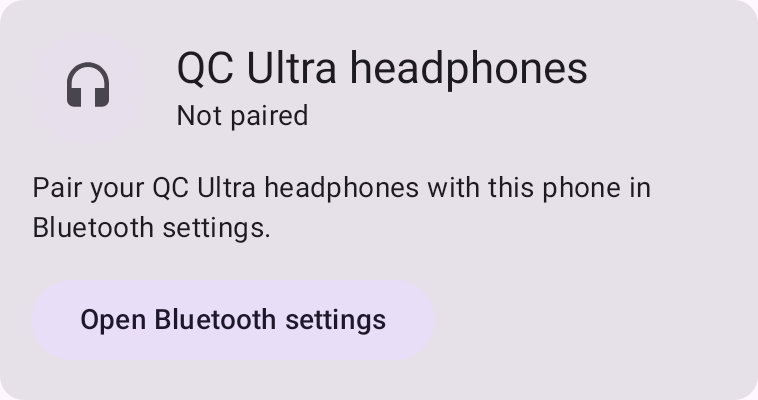 QC Ultra headphones
Not paired
Pair your QC Ultra headphones with this phone in
Bluetooth settings.
Open Bluetooth settings